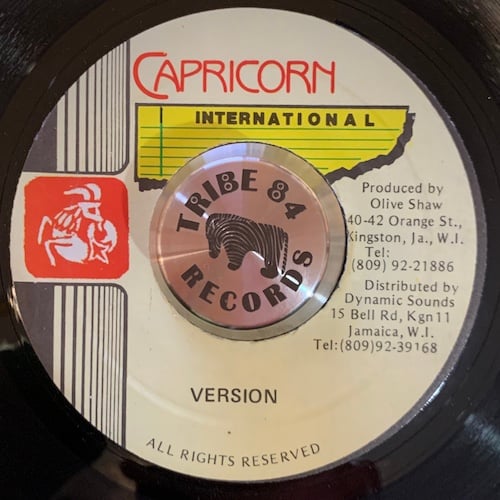 CAPRICORN
INTERNATIONAL
TRIBE 84
RECORDS
Produced by
Olive Shaw
40-42 Orange St.,
Kingston, Ja., W.I.
Tel:
(809) 92-21886
Distributed by
Dynamic Sounds
15 Bell Rd, Kgn11
Jamaica, W.I.
Tel:(809)92-39168
VERSION
ALL RIGHTS RESERVED